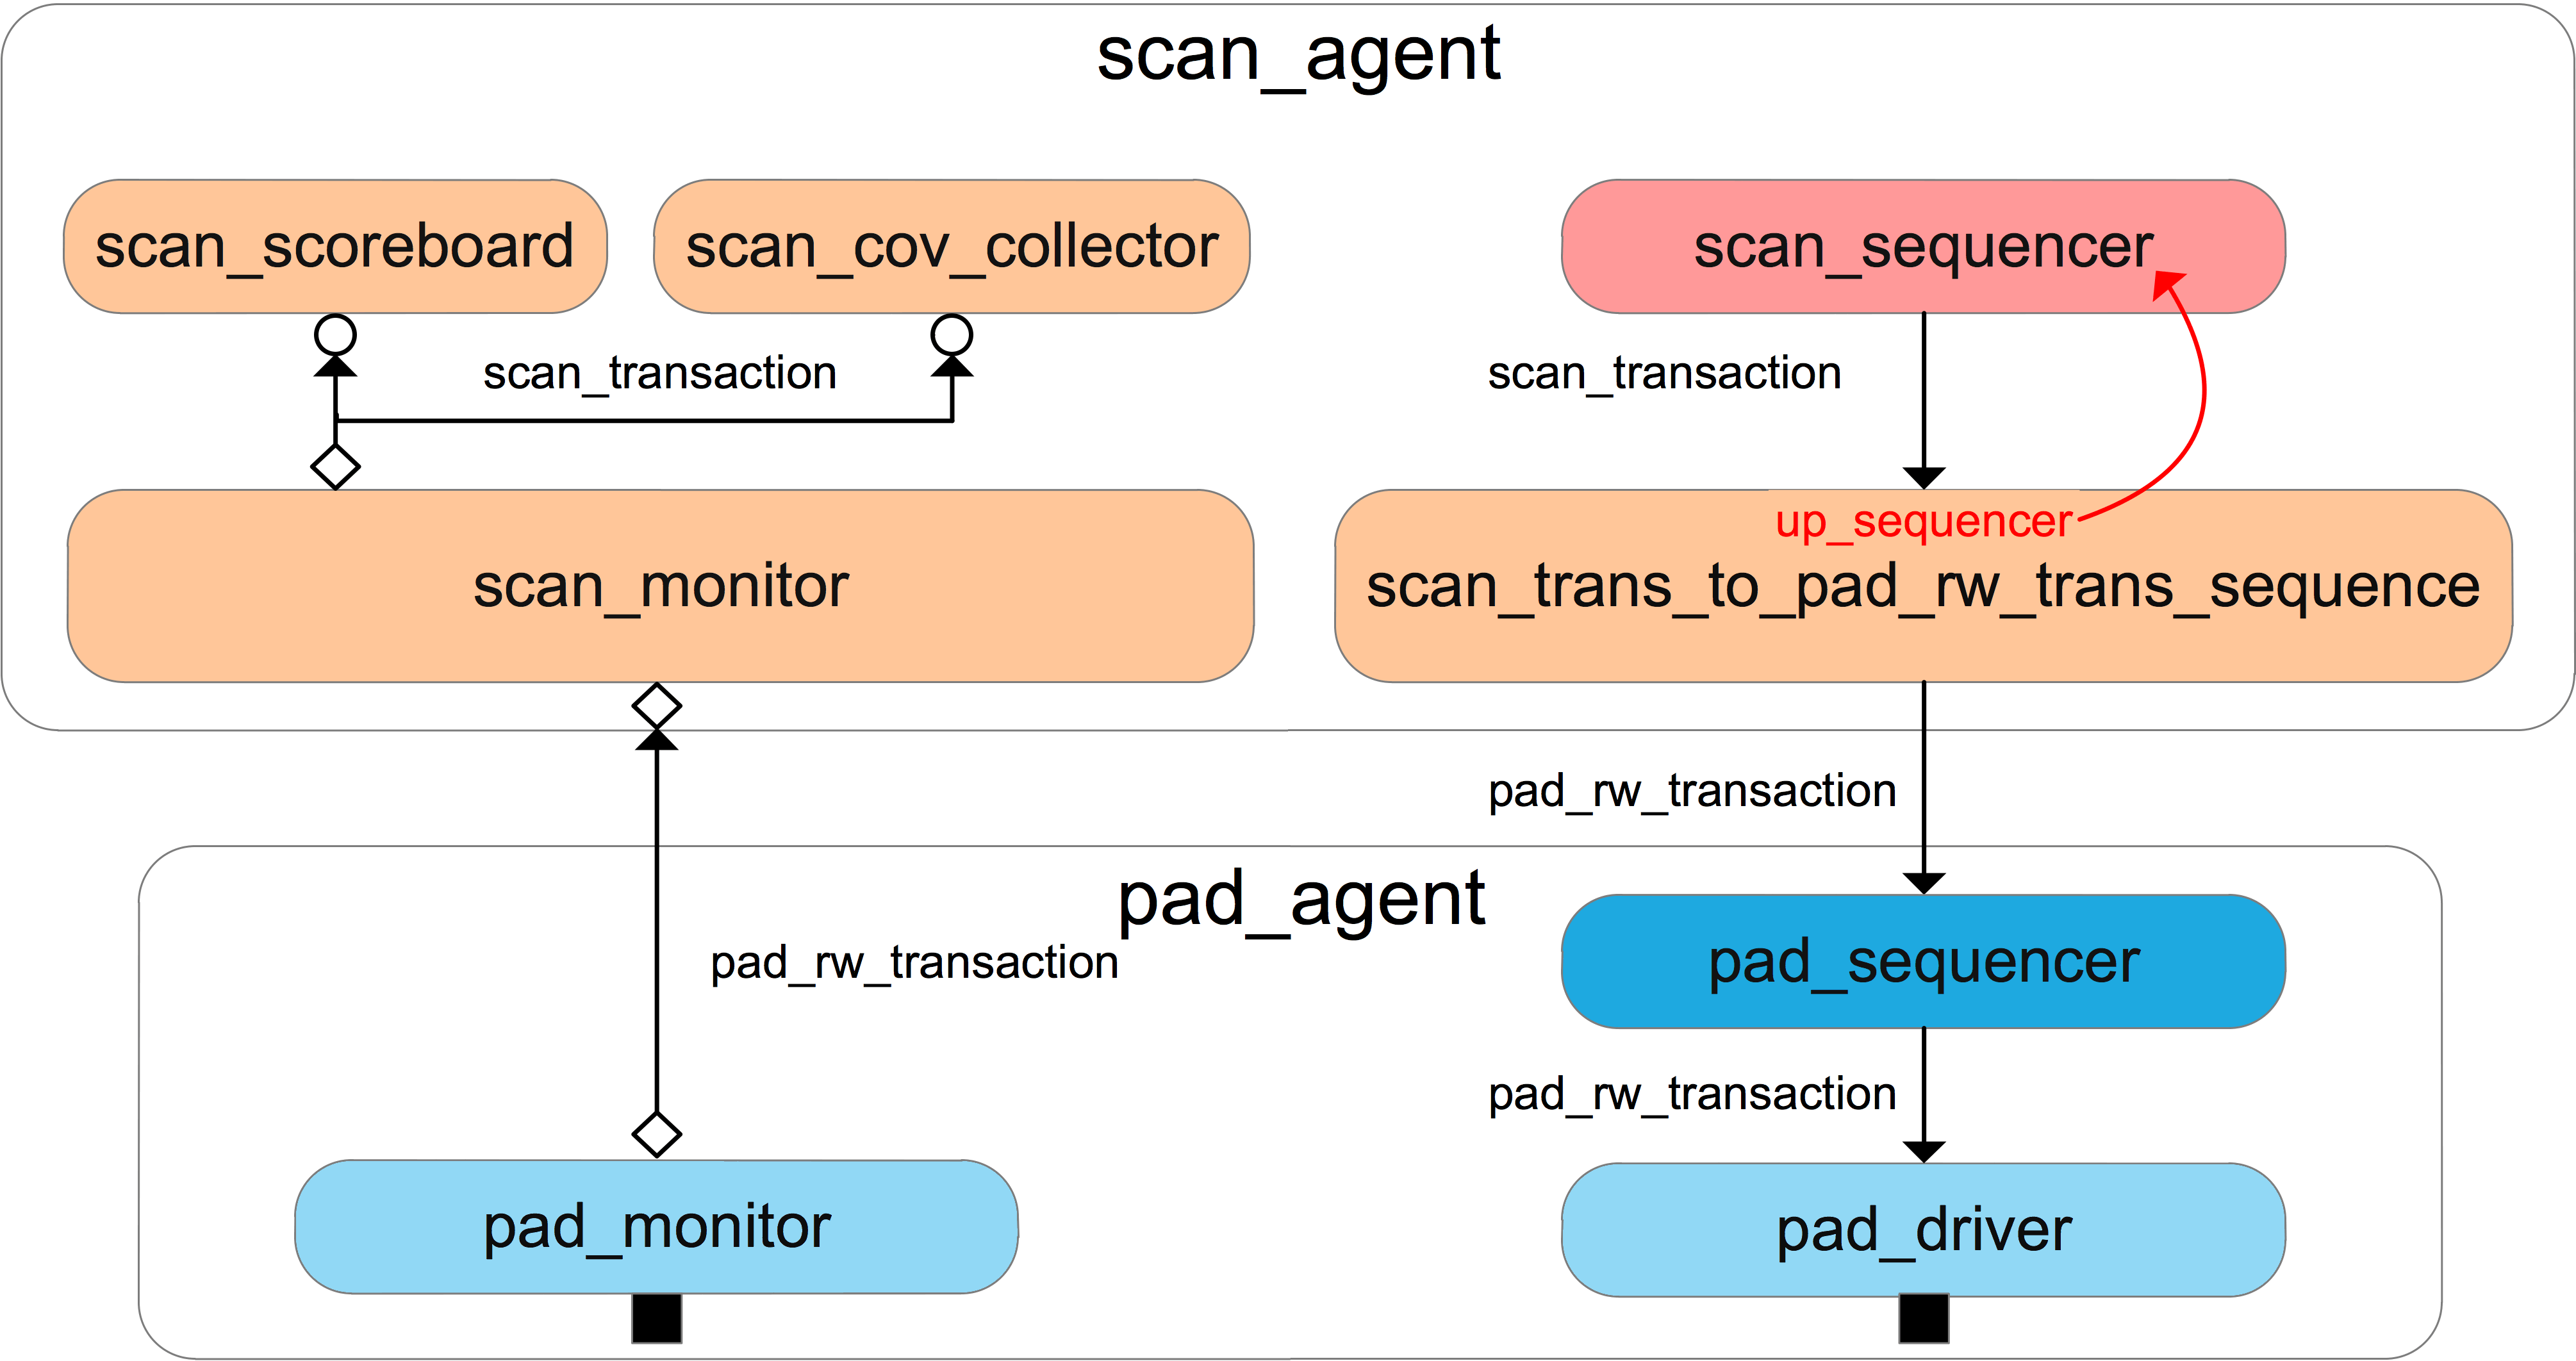 scan_agent
scan_scoreboard
scan_cov_collector
scan_sequencer
scan_transaction
scan_transaction
up_sequencer
scan_monitor
scan_trans_to_pad_rw_trans_sequence
pad_rw_transaction
pad_agent
pad_rw_transaction
pad_sequencer
pad_rw_transaction
pad_monitor
pad_driver